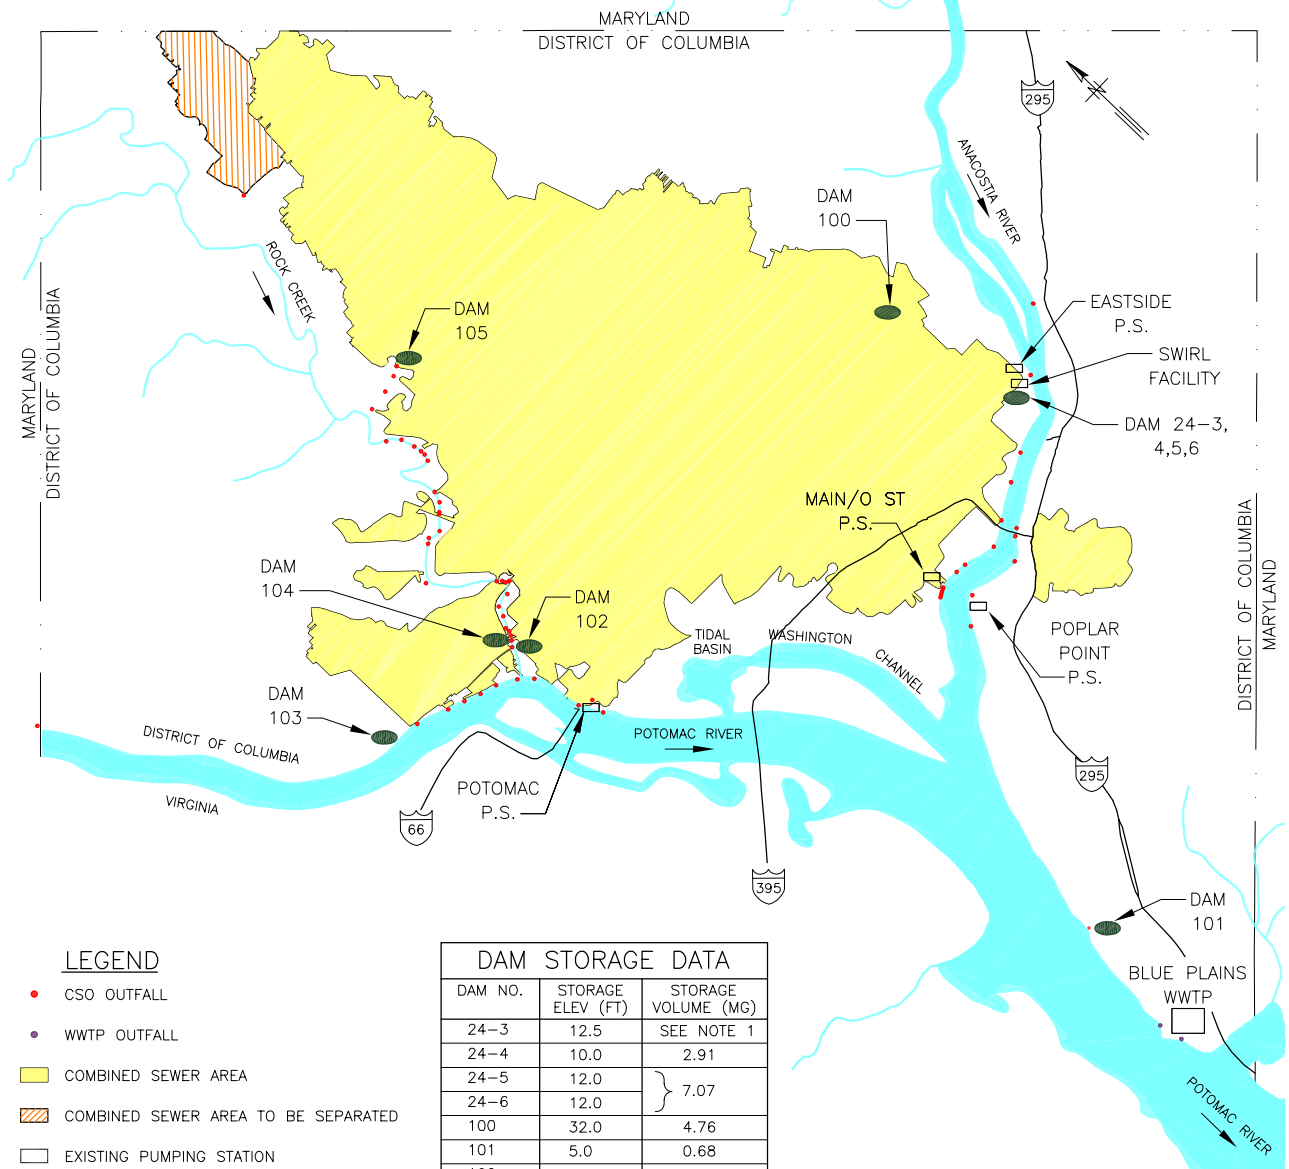 MARYLAND
DISTRICT OF COLUMBIA
295
ANACOSTIA RIVER
DAM
100
ROCK CREEK
MARYLAND
DISTRICT OF COLUMBIA
DAM
105
EASTSIDE
P.S.
SWIRL
FACILITY
DAM 24-3,
4,5,6
MAIN/O ST
P.S.
DISTRICT OF COLUMBIA
MARYLAND
DAM
104
DAM
102
TIDAL
BASIN
WASHINGTON
CHANNEL
POPLAR
POINT
P.S.
DAM
103
DISTRICT OF COLUMBIA
VIRGINIA
POTOMAC RIVER
POTOMAC
P.S.
66
295
395
DAM
101
BLUE PLAINS
WWTP
POTOMAC RIVER
LEGEND
CSO OUTFALL
WWTP OUTFALL
COMBINED SEWER AREA
COMBINED SEWER AREA TO BE SEPARATED
EXISTING PUMPING STATION
DAM STORAGE DATA
DAM NO. STORAGE ELEV (FT) STORAGE VOLUME (MG)
24-3 12.5 SEE NOTE 1
24-4 10.0 2.91
24-5 12.0 7.07
24-6 12.0
100 32.0 4.76
101 5.0 0.68